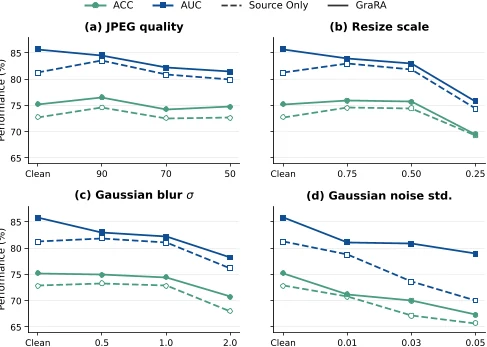 ACC AUC Source Only GraRA
(a) JPEG quality
Performance (%)
85
80
75
70
65
Clean 90 70 50
(b) Resize scale
Clean 0.75 0.50 0.25
(c) Gaussian blur σ
Performance (%)
85
80
75
70
65
Clean 0.5 1.0 2.0
(d) Gaussian noise std.
Clean 0.01 0.03 0.05